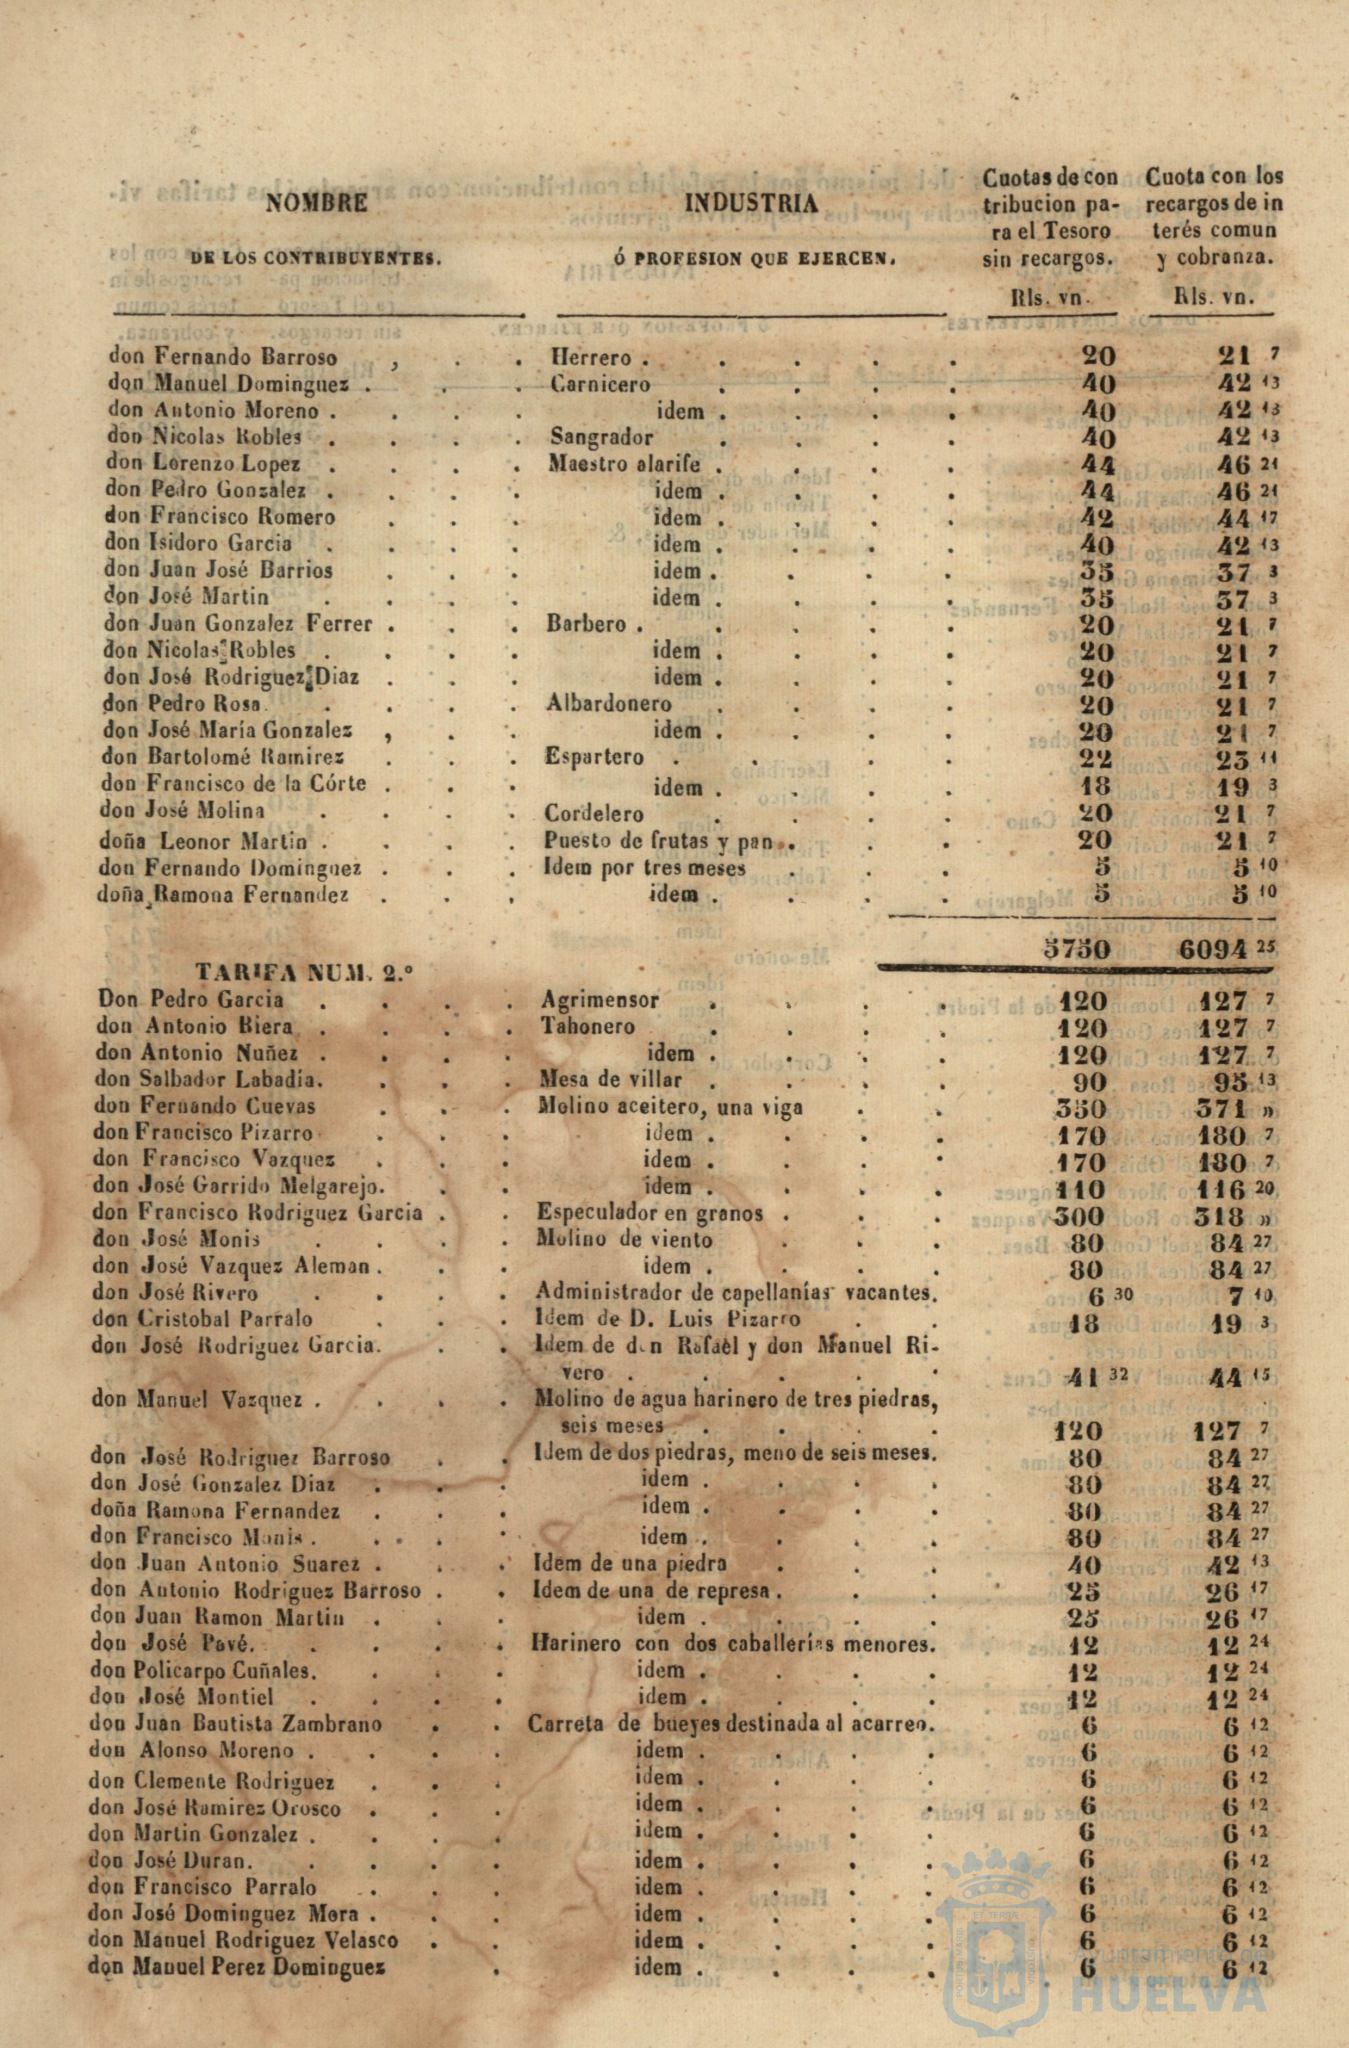 NOMBRE
DE LOS CONTRIBUYENTES.
INDUSTRIA
Ó PROFESION QUE EJERCEN.
Cuotas de con
tribucion pa-
ra el Tesoro
sin recargos.
Rls. vn.
Cuota con los
recargos de in
terés comun
y cobranza.
Rls. vn.
don Fernando Barroso , . . Herrero . . . . . 20 21 7
don Manuel Dominguez . . . Carnicero . . . . 40 42 13
don Antonio Moreno . . . . idem . . . . 40 42 13
don Nicolas Robles . . . . Sangrador . . . . 40 42 13
don Lorenzo Lopez . . . . Maestro alarife . . . . 44 46 21
don Pedro Gonzalez . . . . idem . . . . 44 46 21
don Francisco Romero . . . idem . . . . 42 44 17
don Isidoro Garcia . . . . idem . . . . 40 42 13
don Juan José Barrios . . . idem . . . . 35 37 3
don José Martin . . . . idem . . . . 35 37 3
don Juan Gonzalez Ferrer . . . Barbero . . . . . 20 21 7
don Nicolas Robles . . . . idem . . . . 20 21 7
don José Rodriguez Diaz . . . idem . . . . 20 21 7
don Pedro Rosa . . . . Albardonero . . . . 20 21 7
don José María Gonzalez , . . idem . . . . 20 21 7
don Bartolomé Ramirez . . . Espartero . . . . 22 23 11
don Francisco de la Córte . . . idem . . . . 18 19 3
don José Molina . . . . Cordelero . . . . 20 21 7
doña Leonor Martin . . . . Puesto de frutas y pan . . . 20 21 7
don Fernando Dominguez . . . Idem por tres meses . . . 5 5 10
doña Ramona Fernandez . . . idem . . . . 5 5 10
5750 6094 25
TARIFA NUM. 2.º
Don Pedro Garcia . . . . Agrimensor . . . . 120 127 7
don Antonio Riera . . . . Tahonero . . . . 120 127 7
don Antonio Nuñez . . . . idem . . . . 120 127 7
don Salbador Labadía. . . . Mesa de villar . . . . 90 95 13
don Fernando Cuevas . . . Molino aceitero, una viga . . 350 371 »
don Francisco Pizarro . . . idem . . . . 170 180 7
don Francisco Vazquez . . . idem . . . . 170 180 7
don José Garrido Melgarejo. . . idem . . . . 110 116 20
don Francisco Rodriguez Garcia . . Especulador en granos . . . 300 318 »
don José Monis . . . . Molino de viento . . . 80 84 27
don José Vazquez Aleman . . . idem . . . . 80 84 27
don José Rivero . . . . Administrador de capellanías vacantes. 6 30 7 10
don Cristobal Parralo . . . Idem de D. Luis Pizarro . . 18 19 3
don José Rodriguez Garcia. . . Idem de don Rafael y don Manuel Ri-
vero . . . . . 41 32 44 15
don Manuel Vazquez . . . . Molino de agua harinero de tres piedras,
seis meses . . . . 120 127 7
don José Rodriguez Barroso . . Idem de dos piedras, meno de seis meses. 80 84 27
don José Gonzalez Diaz . . . idem . . . . 80 84 27
doña Ramona Fernandez . . . idem . . . . 80 84 27
don Francisco Monis . . . . idem . . . . 80 84 27
don Juan Antonio Suarez . . . Idem de una piedra . . . 40 42 13
don Antonio Rodriguez Barroso . . Idem de una de represa . . . 25 26 17
don Juan Ramon Martin . . . idem . . . . 25 26 17
don José Pavé. . . . . Harinero con dos caballerías menores. 12 12 24
don Policarpo Cuñales. . . . idem . . . . 12 12 24
don José Montiel . . . . idem . . . . 12 12 24
don Juan Bautista Zambrano . . Carreta de bueyes destinada al acarreo. 6 6 12
don Alonso Moreno . . . . idem . . . . 6 6 12
don Clemente Rodriguez . . . idem . . . . 6 6 12
don José Ramirez Orosco . . . idem . . . . 6 6 12
don Martin Gonzalez . . . . idem . . . . 6 6 12
don José Duran. . . . . idem . . . . 6 6 12
don Francisco Parralo . . . idem . . . . 6 6 12
don José Dominguez Mora . . . idem . . . . 6 6 12
don Manuel Rodriguez Velasco . . idem . . . . 6 6 12
don Manuel Perez Dominguez . idem . . . . 6 6 12
Ayuntamiento de
HUELVA